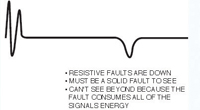 • RESISTIVE FAULTS ARE DOWN
• MUST BE A SOLID FAULT TO SEE
• CAN'T SEE BEYOND BECAUSE THE
FAULT CONSUMES ALL OF THE
SIGNALS ENERGY